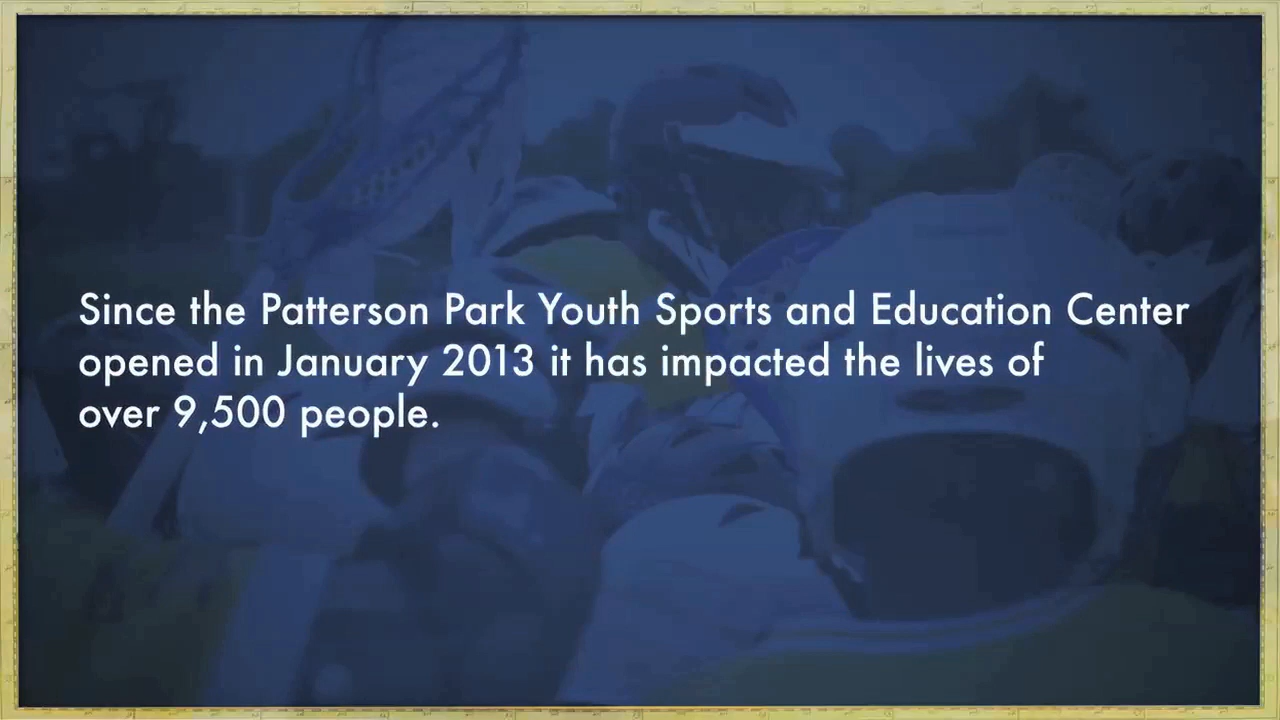 Since the Patterson Park Youth Sports and Education Center
opened in January 2013 it has impacted the lives of
over 9,500 people.